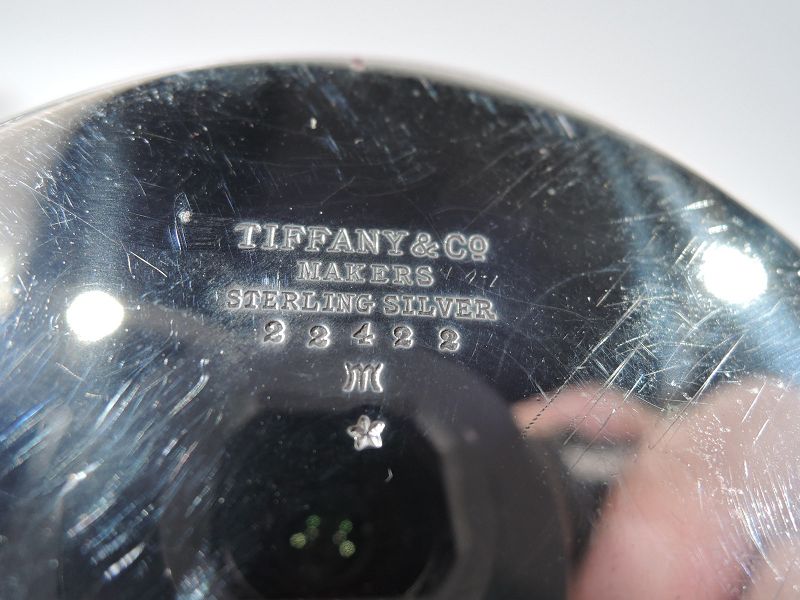 TIFFANY & Co
MAKERS
STERLING SILVER
22422
m